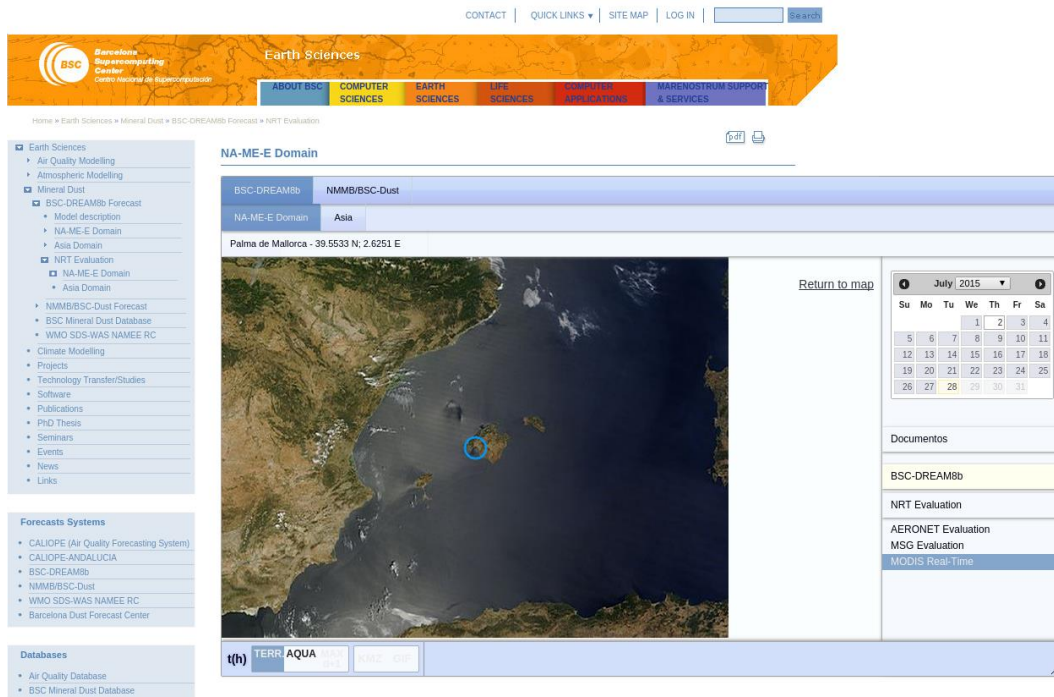 CONTACT QUICK LINKS ▼ SITE MAP LOG IN Search
BSC
Barcelona
Supercomputing
Center
Centro Nacional de Supercomputación
Earth Sciences
ABOUT BSC
COMPUTER
SCIENCES
EARTH
SCIENCES
LIFE
SCIENCES
COMPUTER
APPLICATIONS
MARENOSTRUM SUPPORT
& SERVICES
Home » Earth Sciences » Mineral Dust » BSC-DREAM8b Forecast » NRT Evaluation
pdf
Earth Sciences
Air Quality Modelling
Atmospheric Modelling
Mineral Dust
BSC-DREAM8b Forecast
Model description
NA-ME-E Domain
Asia Domain
NRT Evaluation
NA-ME-E Domain
Asia Domain
NMMB/BSC-Dust Forecast
BSC Mineral Dust Database
WMO SDS-WAS NAMEE RC
Climate Modelling
Projects
Technology Transfer/Studies
Software
Publications
PhD Thesis
Seminars
Events
News
Links
Forecasts Systems
CALIOPE (Air Quality Forecasting System)
CALIOPE-ANDALUCIA
BSC-DREAM8b
NMMB/BSC-Dust
WMO SDS-WAS NAMEE RC
Barcelona Dust Forecast Center
Databases
Air Quality Database
BSC Mineral Dust Database
NA-ME-E Domain
BSC-DREAM8b NMMB/BSC-Dust
NA-ME-E Domain Asia
Palma de Mallorca - 39.5533 N; 2.6251 E
Return to map
July 2015 ▼
Su Mo Tu We Th Fr Sa
1 2 3 4
5 6 7 8 9 10 11
12 13 14 15 16 17 18
19 20 21 22 23 24 25
26 27 28 29 30 31
Documentos
BSC-DREAM8b
NRT Evaluation
AERONET Evaluation
MSG Evaluation
MODIS Real-Time
t(h) TERR AQUA KMZ GIF